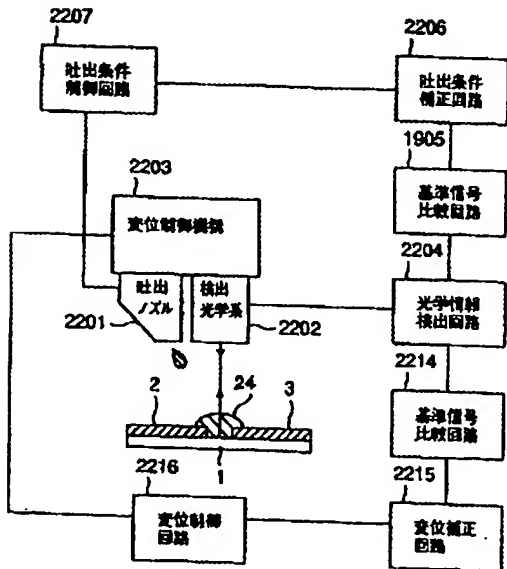 2207
吐出条件
制御回路
2206
吐出条件
補正回路
1905
基準信号
比較回路
2203
変位制御機構
2204
光学情報
検出回路
吐出
ノズル
検出
光学系
2201
2202
2214
基準信号
比較回路
2
24
3
1
2216
変位制御
回路
2215
変位補正
回路